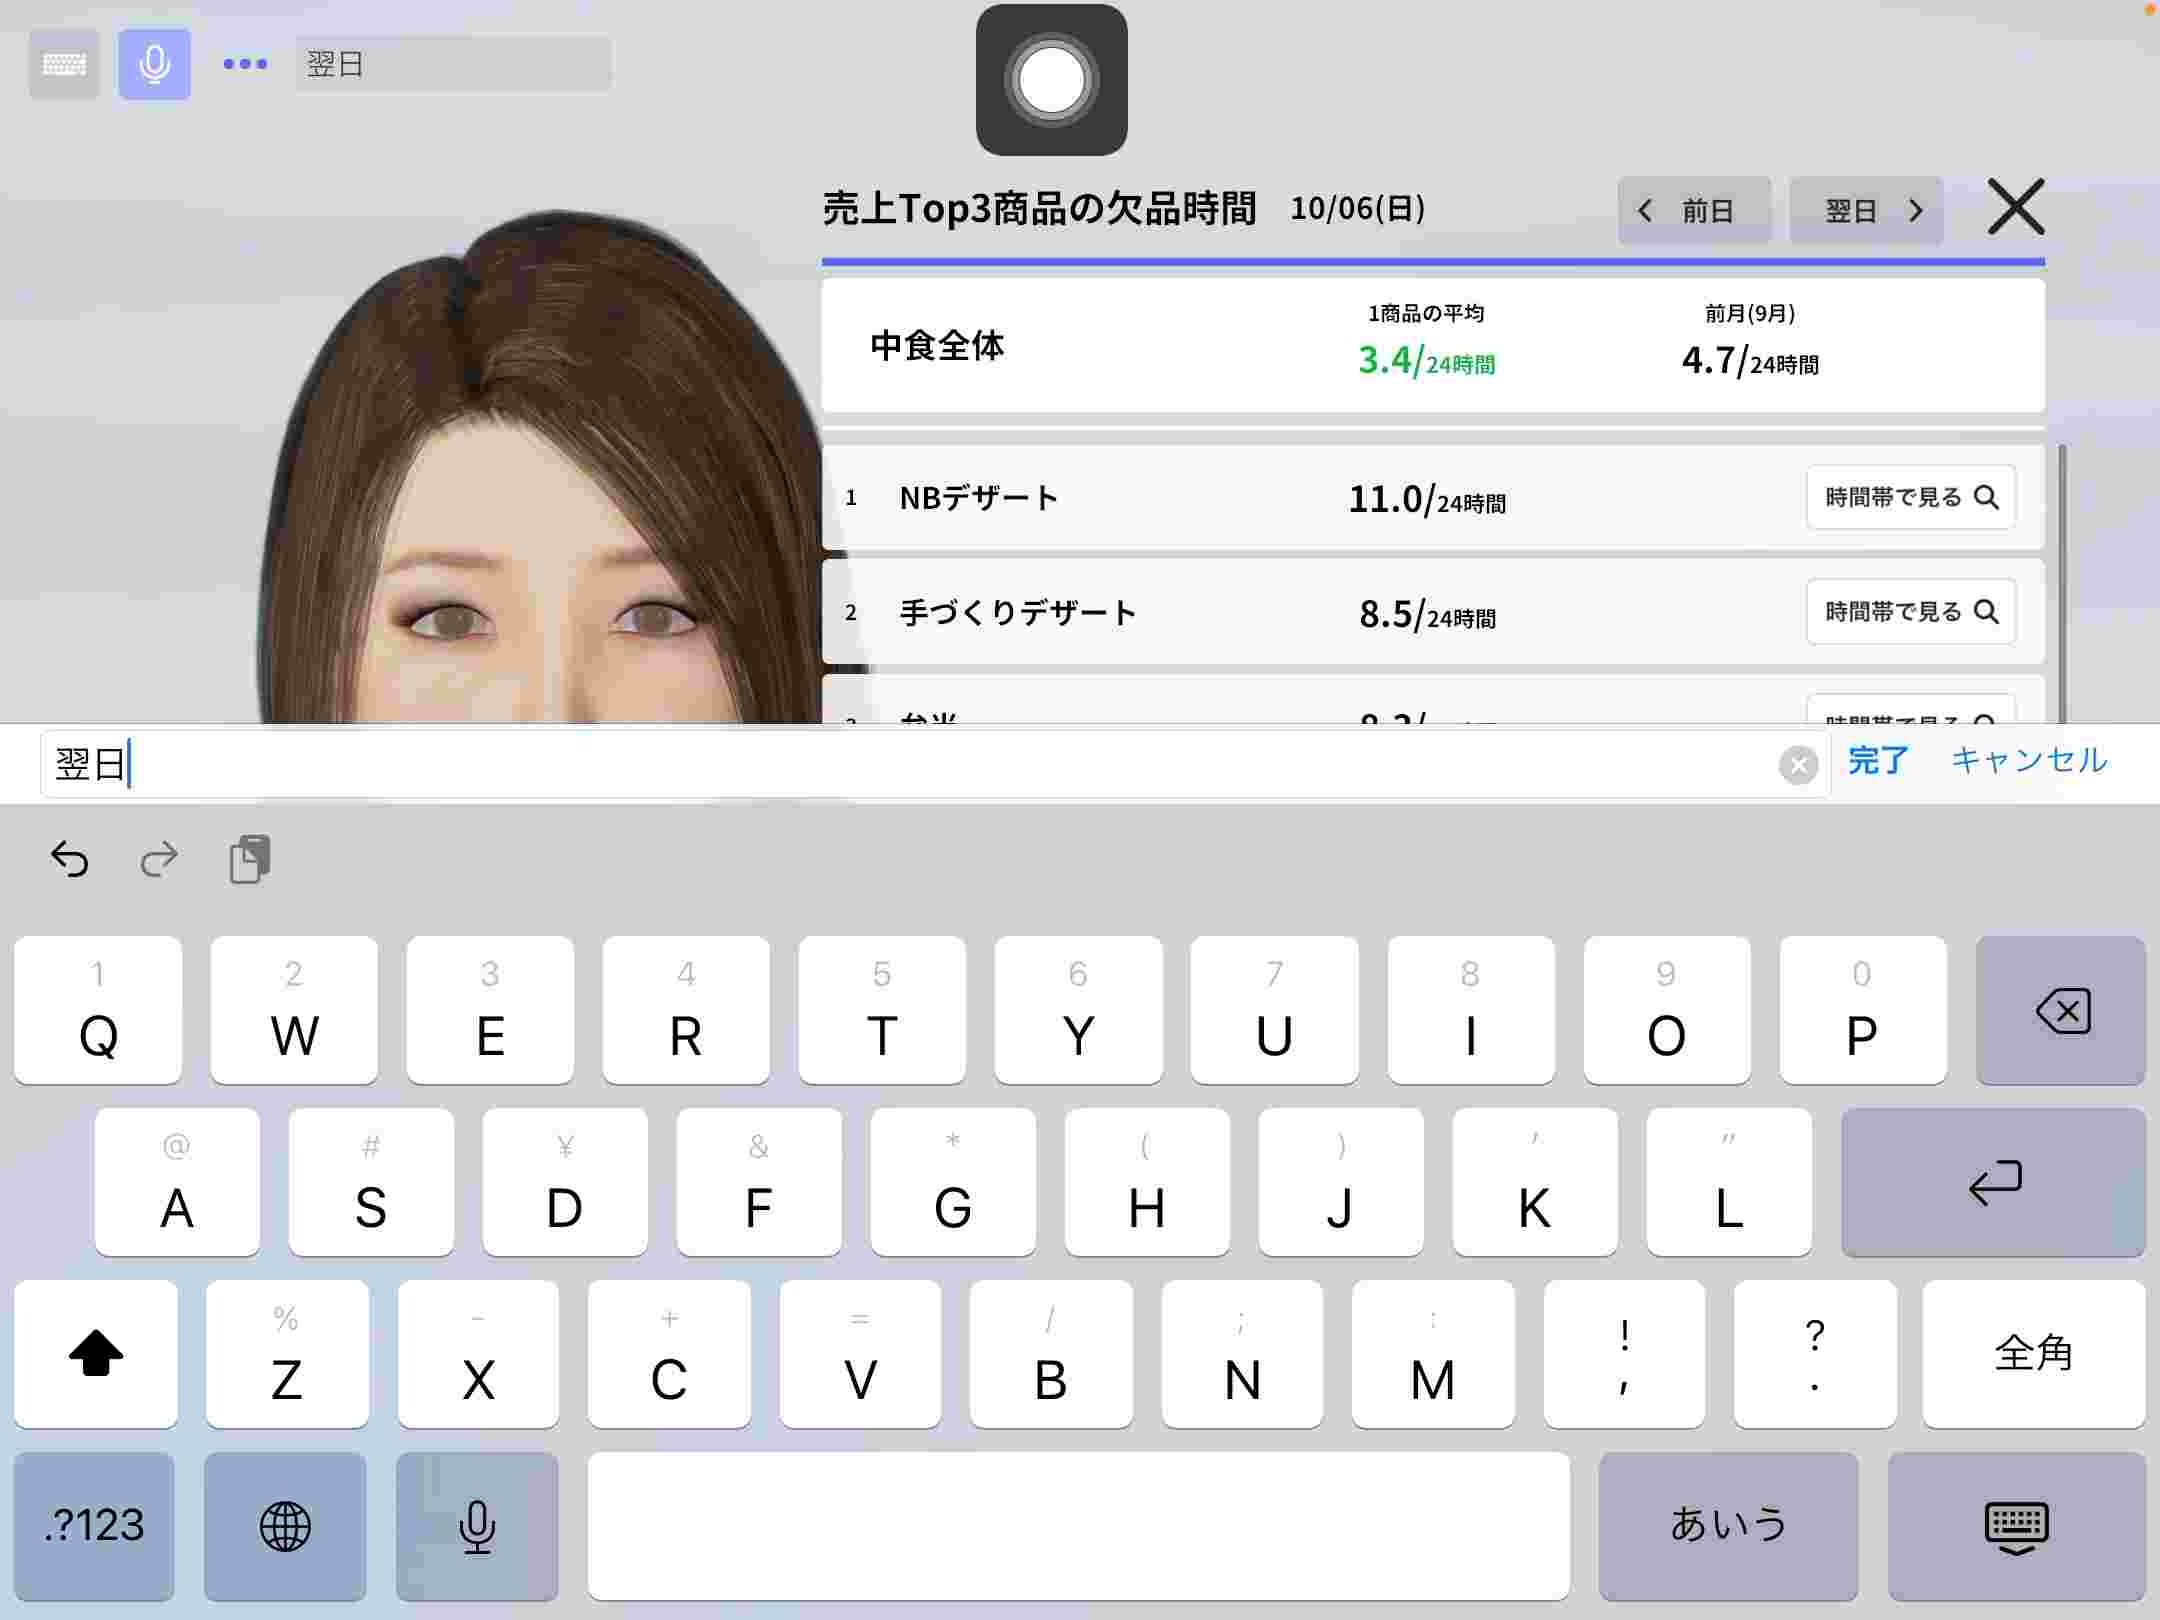 翌日
売上Top3商品の欠品時間 10/06(日)
前日
翌日
中食全体
1商品の平均
3.4/24時間
前月(9月)
4.7/24時間
1 NBデザート 11.0/24時間 時間帯で見る
2 手づくりデザート 8.5/24時間 時間帯で見る
翌日 完了 キャンセル
1 2 3 4 5 6 7 8 9 0
Q W E R T Y U I O P
@ # ¥ & * ( ) ' "
A S D F G H J K L
% - + = / ; : ! ?
Z X C V B N M , . 全角
.?123 あいう